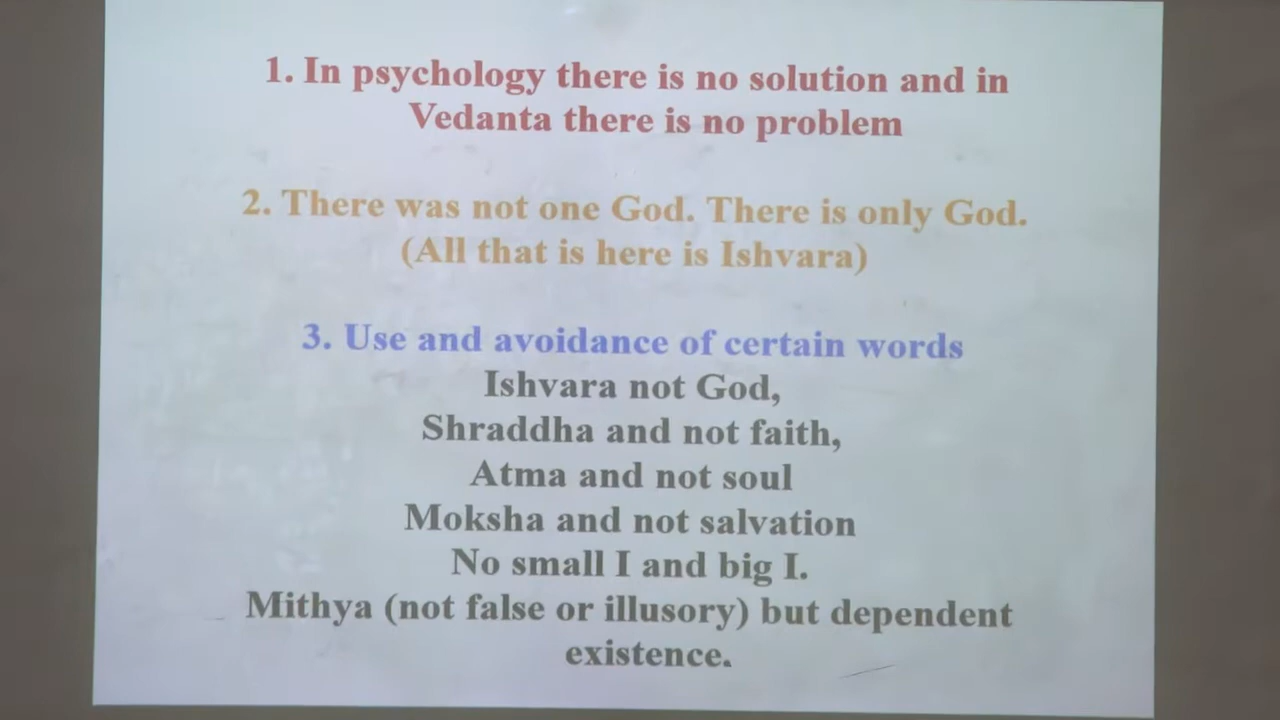 1. In psychology there is no solution and in
Vedanta there is no problem
2. There was not one God. There is only God.
(All that is here is Ishvara)
3. Use and avoidance of certain words
Ishvara not God,
Shraddha and not faith,
Atma and not soul
Moksha and not salvation
No small I and big I.
Mithya (not false or illusory) but dependent
existence.